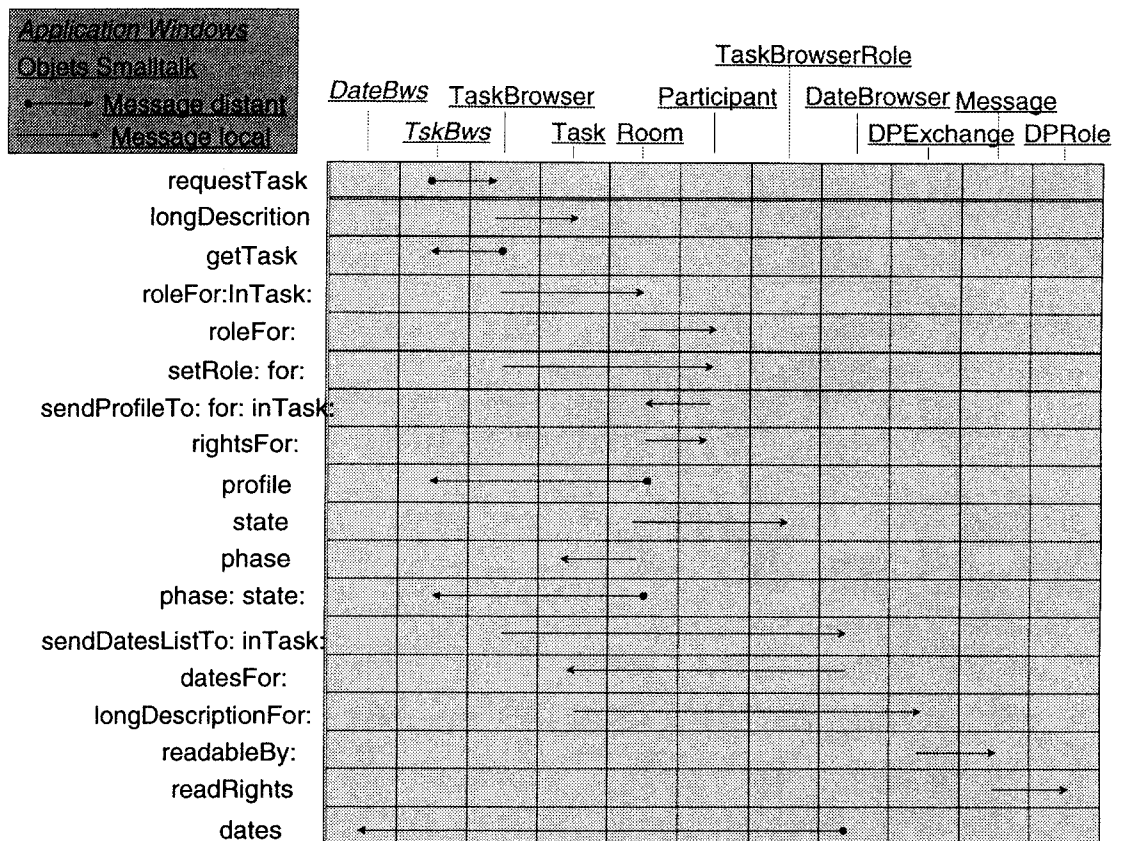 Application Windows
Objets Smalltalk
Message distant
Message local
TaskBrowserRole
DateBws TaskBrowser Participant DateBrowser Message
TskBws Task Room DPExchange DPRole
requestTask
longDescrition
getTask
roleFor:InTask:
roleFor:
setRole: for:
sendProfileTo: for: inTask:
rightsFor:
profile
state
phase
phase: state:
sendDatesListTo: inTask:
datesFor:
longDescriptionFor:
readableBy:
readRights
dates